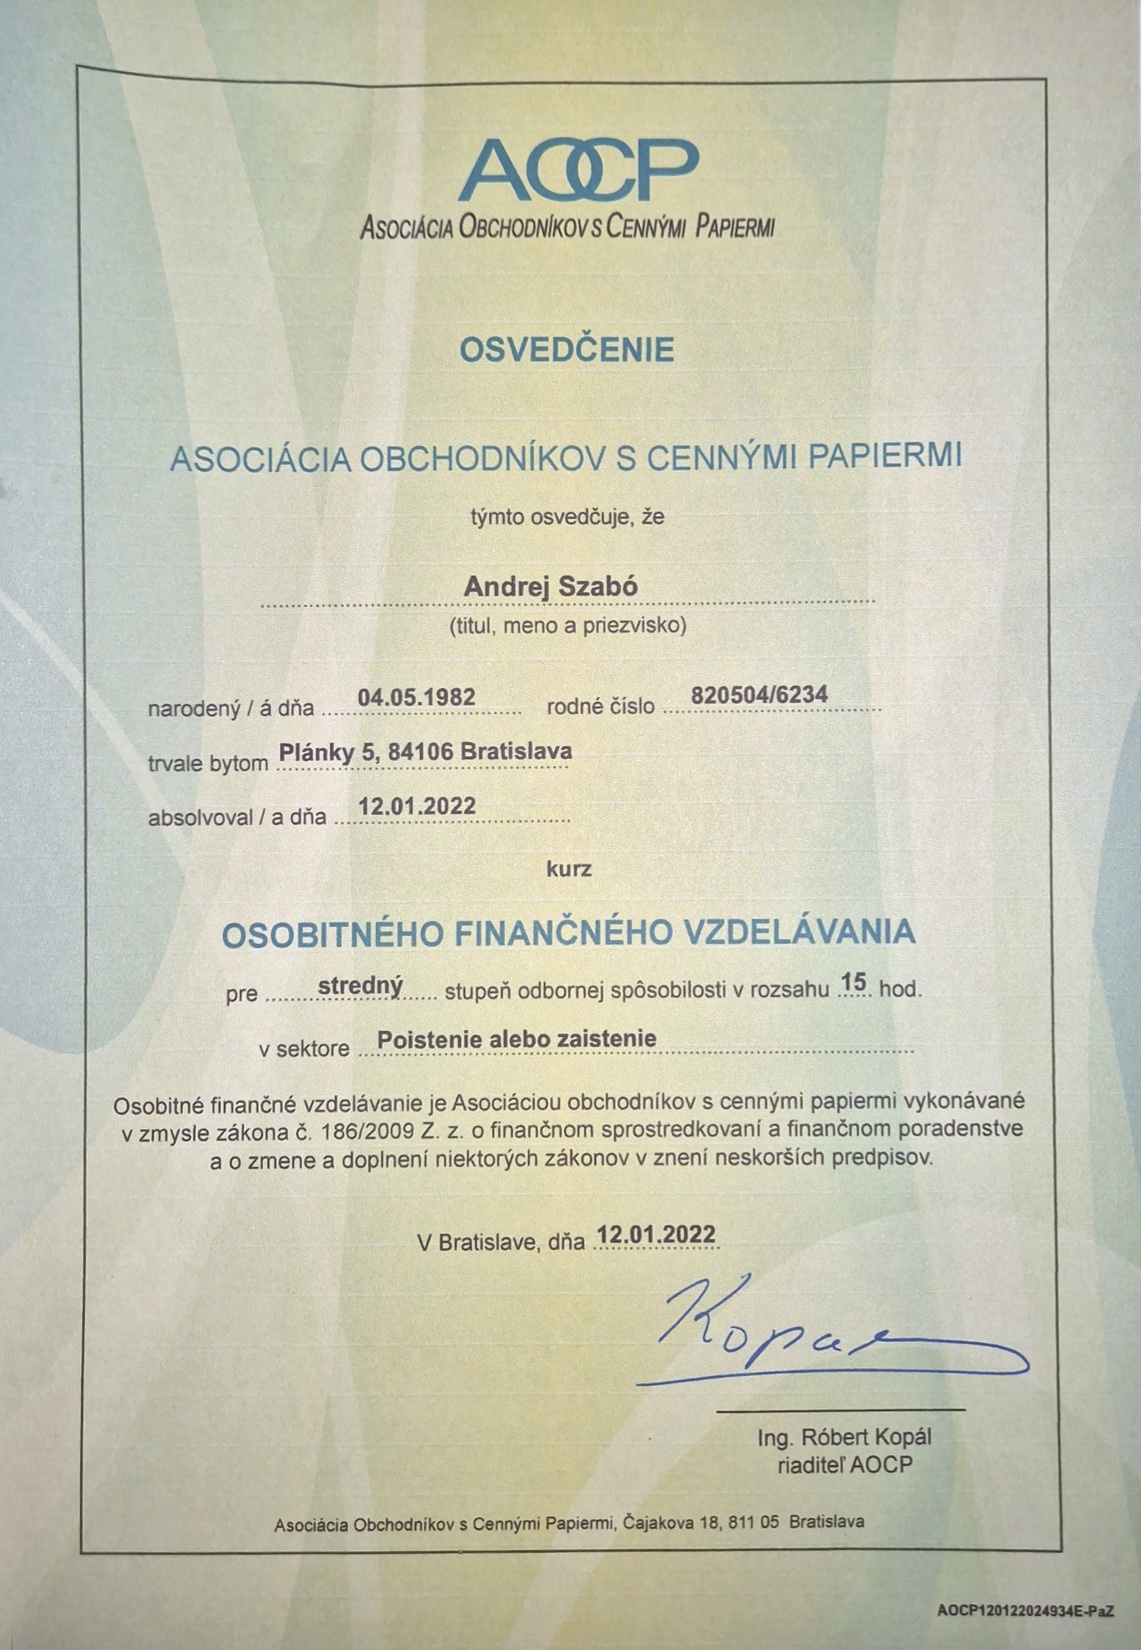 AOCP
ASOCIÁCIA OBCHODNÍKOV S CENNÝMI PAPIERMI
OSVEDČENIE
ASOCIÁCIA OBCHODNÍKOV S CENNÝMI PAPIERMI
týmto osvedčuje, že
Andrej Szabó
(titul, meno a priezvisko)
narodený / á dňa 04.05.1982 rodné číslo 820504/6234
trvale bytom Plánky 5, 84106 Bratislava
absolvoval / a dňa 12.01.2022
kurz
OSOBITNÉHO FINANČNÉHO VZDELÁVANIA
pre stredný stupeň odbornej spôsobilosti v rozsahu 15 hod.
v sektore Poistenie alebo zaistenie
Osobitné finančné vzdelávanie je Asociáciou obchodníkov s cennými papiermi vykonávané
v zmysle zákona č. 186/2009 Z. z. o finančnom sprostredkovaní a finančnom poradenstve
a o zmene a doplnení niektorých zákonov v znení neskorších predpisov.
V Bratislave, dňa 12.01.2022
Ing. Róbert Kopál
riaditeľ AOCP
Asociácia Obchodníkov s Cennými Papiermi, Čajakova 18, 811 05 Bratislava
AOCP120122024934E-PaZ